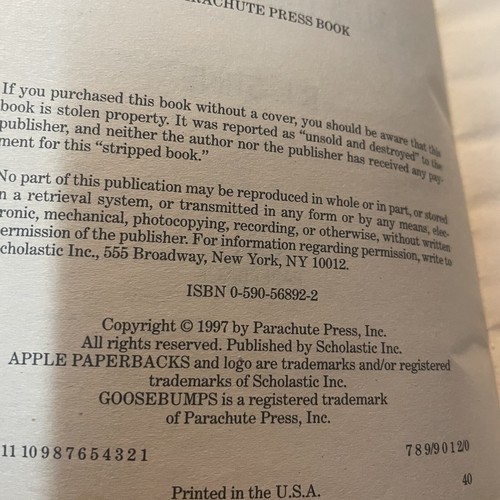 PARACHUTE PRESS BOOK
If you purchased this book without a cover, you should be aware that this
book is stolen property. It was reported as "unsold and destroyed" to the
publisher, and neither the author nor the publisher has received any pay-
ment for this "stripped book."
No part of this publication may be reproduced in whole or in part, or stored
n a retrieval system, or transmitted in any form or by any means, elec-
ronic, mechanical, photocopying, recording, or otherwise, without written
ermission of the publisher. For information regarding permission, write to
cholastic Inc., 555 Broadway, New York, NY 10012.
ISBN 0-590-56892-2
Copyright © 1997 by Parachute Press, Inc.
All rights reserved. Published by Scholastic Inc.
APPLE PAPERBACKS and logo are trademarks and/or registered
trademarks of Scholastic Inc.
GOOSEBUMPS is a registered trademark
of Parachute Press, Inc.
11 10 9 8 7 6 5 4 3 2 1 7 8 9/9 0 1 2/0
40
Printed in the U.S.A.